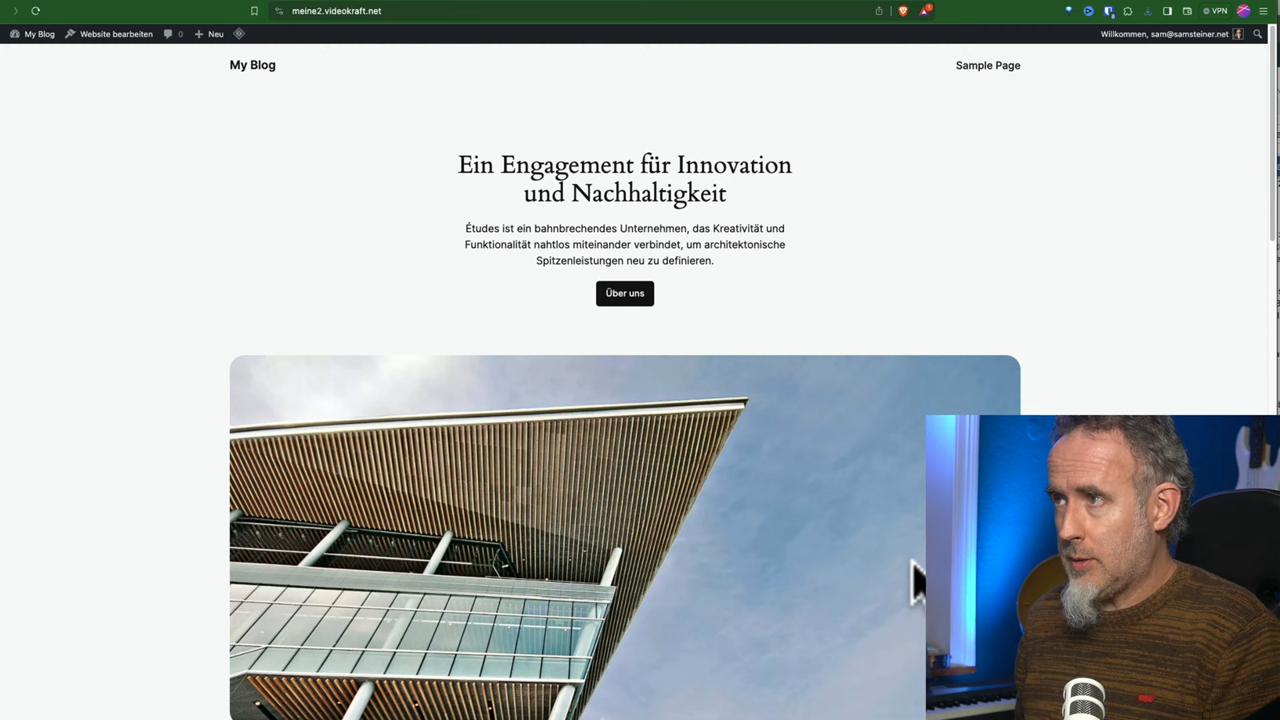 meine2.videokraft.net
1
VPN
My Blog
Website bearbeiten
0
Neu
Willkommen, sam@samsteiner.net
My Blog
Sample Page
Ein Engagement für Innovation
und Nachhaltigkeit
Études ist ein bahnbrechendes Unternehmen, das Kreativität und
Funktionalität nahtlos miteinander verbindet, um architektonische
Spitzenleistungen neu zu definieren.
Über uns